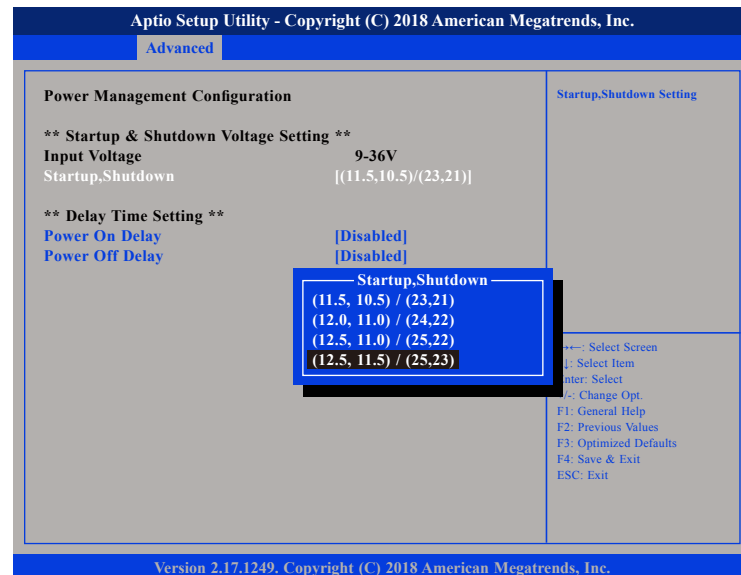 Aptio Setup Utility - Copyright (C) 2018 American Megatrends, Inc.
Advanced
Power Management Configuration
** Startup & Shutdown Voltage Setting **
Input Voltage 9-36V
Startup,Shutdown [(11.5,10.5)/(23,21)]
** Delay Time Setting **
Power On Delay [Disabled]
Power Off Delay [Disabled]
Startup,Shutdown
(11.5, 10.5) / (23,21)
(12.0, 11.0) / (24,22)
(12.5, 11.0) / (25,22)
(12.5, 11.5) / (25,23)
Startup,Shutdown Setting
→←: Select Screen
↓: Select Item
Enter: Select
/-: Change Opt.
F1: General Help
F2: Previous Values
F3: Optimized Defaults
F4: Save & Exit
ESC: Exit
Version 2.17.1249. Copyright (C) 2018 American Megatrends, Inc.